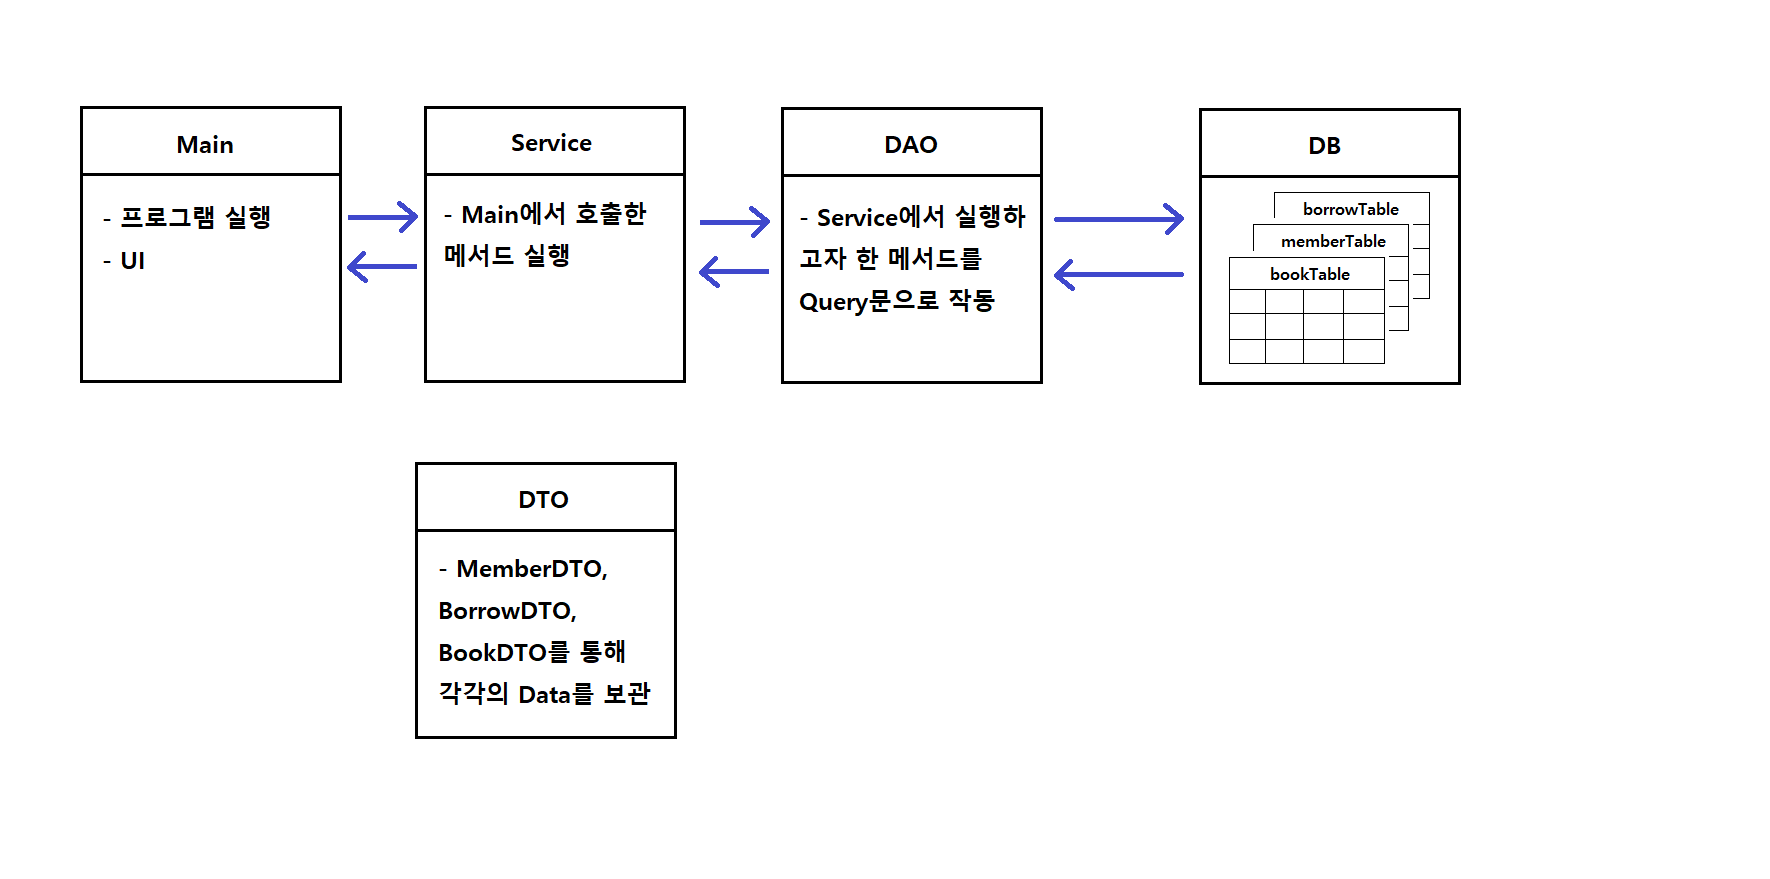 Main
- 프로그램 실행
- UI
Service
- Main에서 호출한
메서드 실행
DAO
- Service에서 실행하
고자 한 메서드를
Query문으로 작동
DB
borrowTable
memberTable
bookTable
DTO
- MemberDTO,
BorrowDTO,
BookDTO를 통해
각각의 Data를 보관